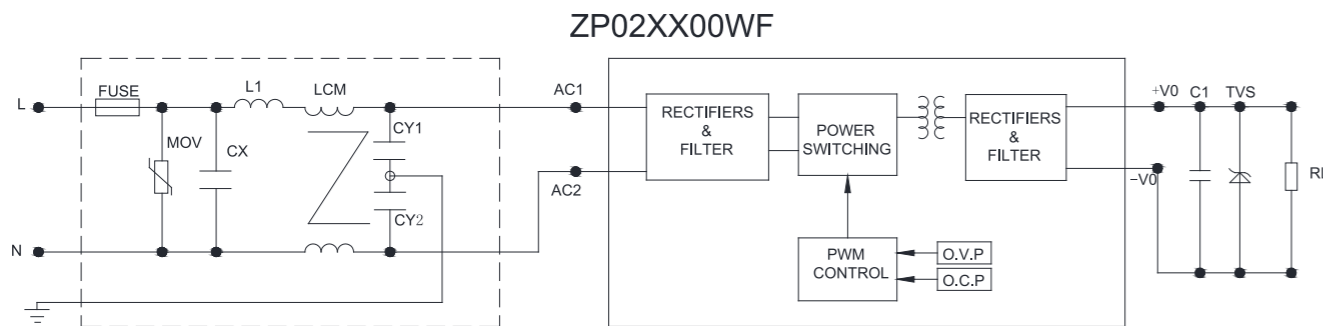 ZP02XX00WF
L
FUSE
L1
LCM
MOV
CX
CY1
CY2
N
AC1
AC2
RECTIFIERS
&
FILTER
POWER
SWITCHING
RECTIFIERS
&
FILTER
PWM
CONTROL
O.V.P
O.C.P
+V0
C1
TVS
−V0